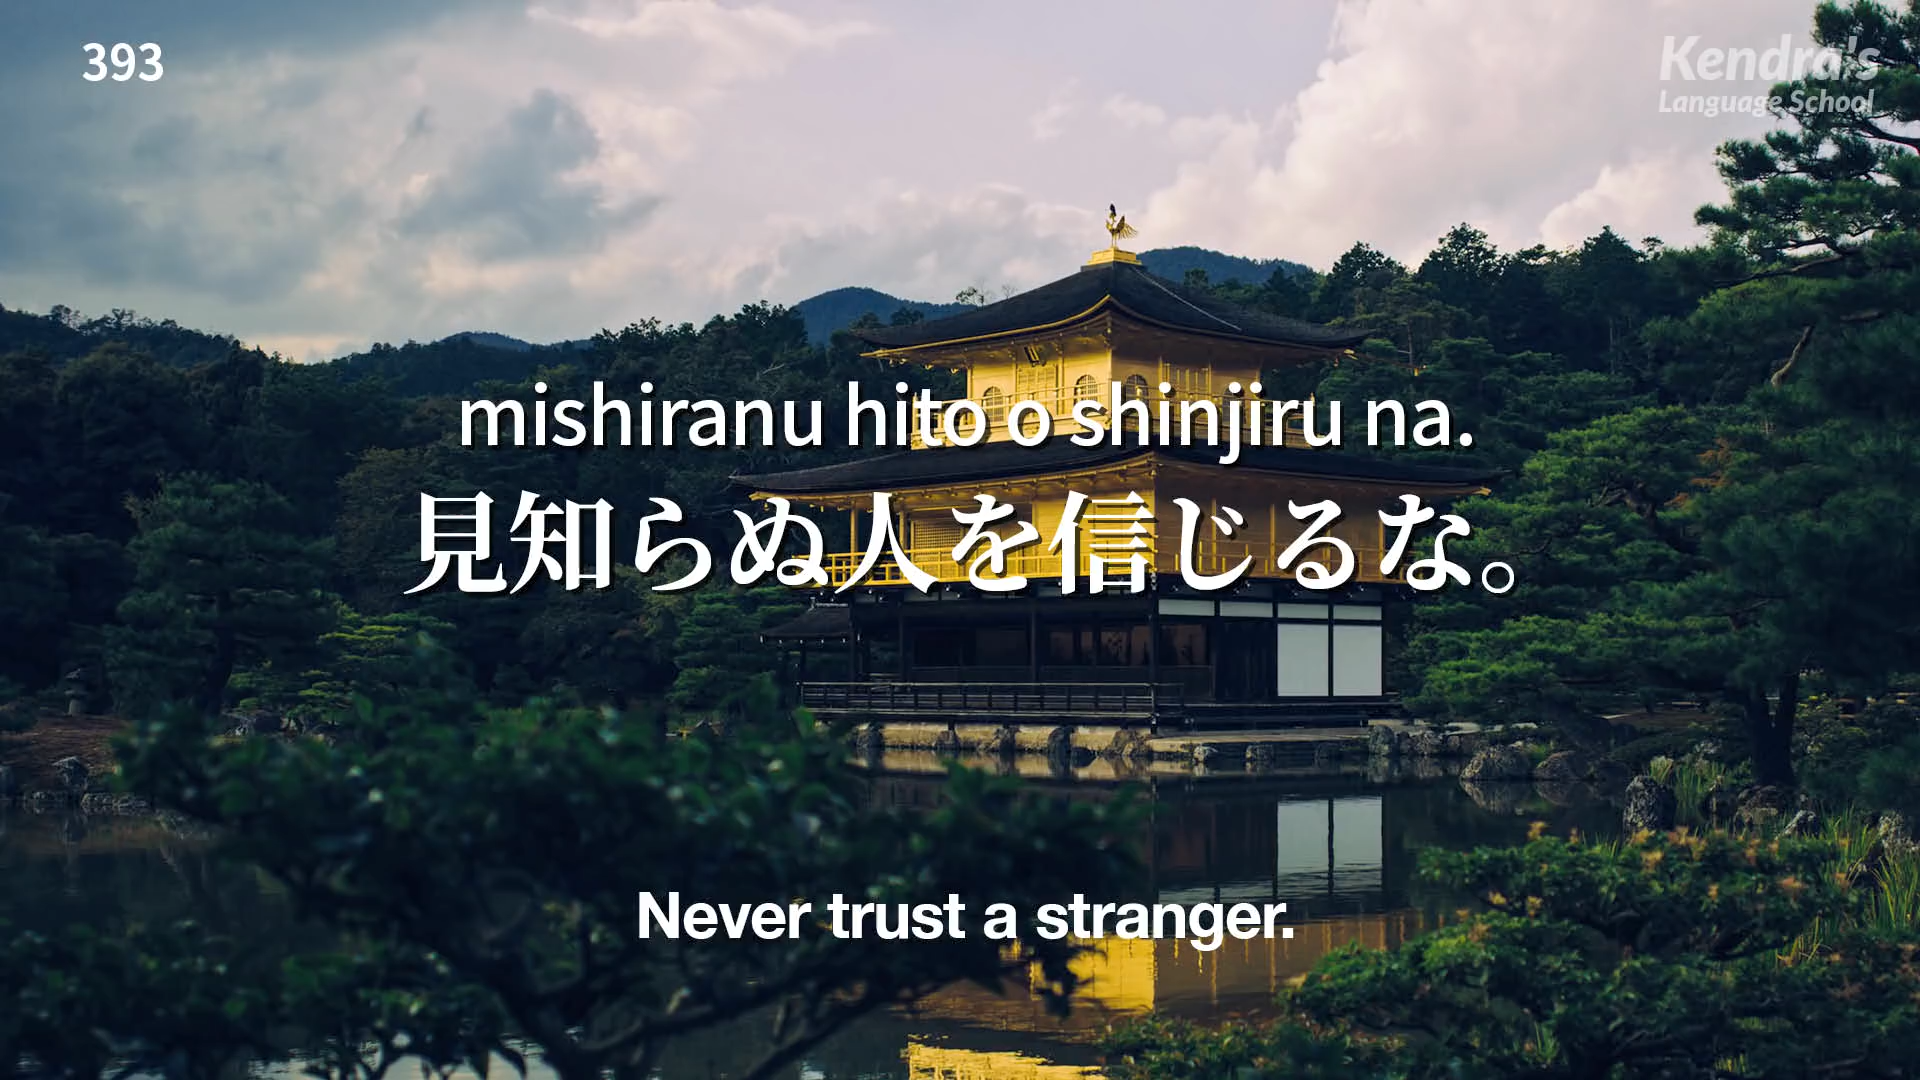 393
Kendra's
Language School
mishiranu hito o shinjiru na.
見知らぬ人を信じるな。
Never trust a stranger.